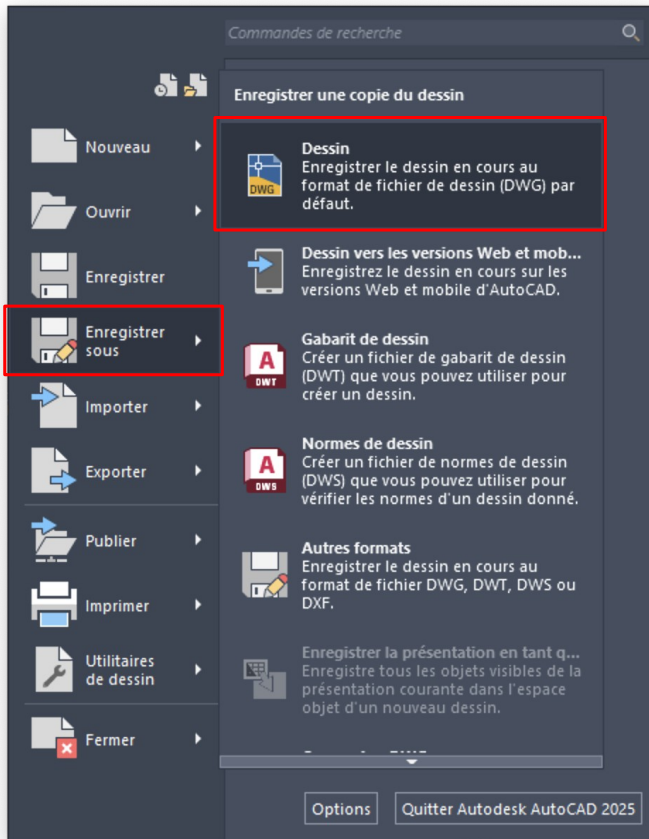 Commandes de recherche
Enregistrer une copie du dessin
Nouveau
Ouvrir
Enregistrer
Enregistrer
sous
Importer
Exporter
Publier
Imprimer
Utilitaires
de dessin
Fermer
DWG
Dessin
Enregistrer le dessin en cours au
format de fichier de dessin (DWG) par
défaut.
Dessin vers les versions Web et mob...
Enregistrez le dessin en cours sur les
versions Web et mobile d'AutoCAD.
A
DWT
Gabarit de dessin
Créer un fichier de gabarit de dessin
(DWT) que vous pouvez utiliser pour
créer un dessin.
A
DWS
Normes de dessin
Créer un fichier de normes de dessin
(DWS) que vous pouvez utiliser pour
vérifier les normes d'un dessin donné.
Autres formats
Enregistrer le dessin en cours au
format de fichier DWG, DWT, DWS ou
DXF.
Enregistrer la présentation en tant q...
Enregistre tous les objets visibles de la
présentation courante dans l'espace
objet d'un nouveau dessin.
Options
Quitter Autodesk AutoCAD 2025